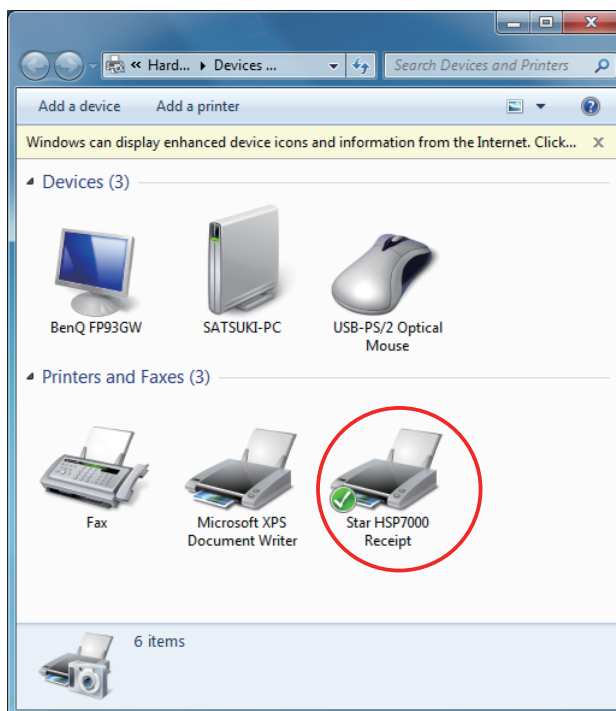 « Hard... ▸ Devices ...
Search Devices and Printers
Add a device Add a printer
Windows can display enhanced device icons and information from the Internet. Click...
Devices (3)
BenQ FP93GW
SATSUKI-PC
USB-PS/2 Optical
Mouse
Printers and Faxes (3)
Fax
Microsoft XPS
Document Writer
Star HSP7000
Receipt
6 items